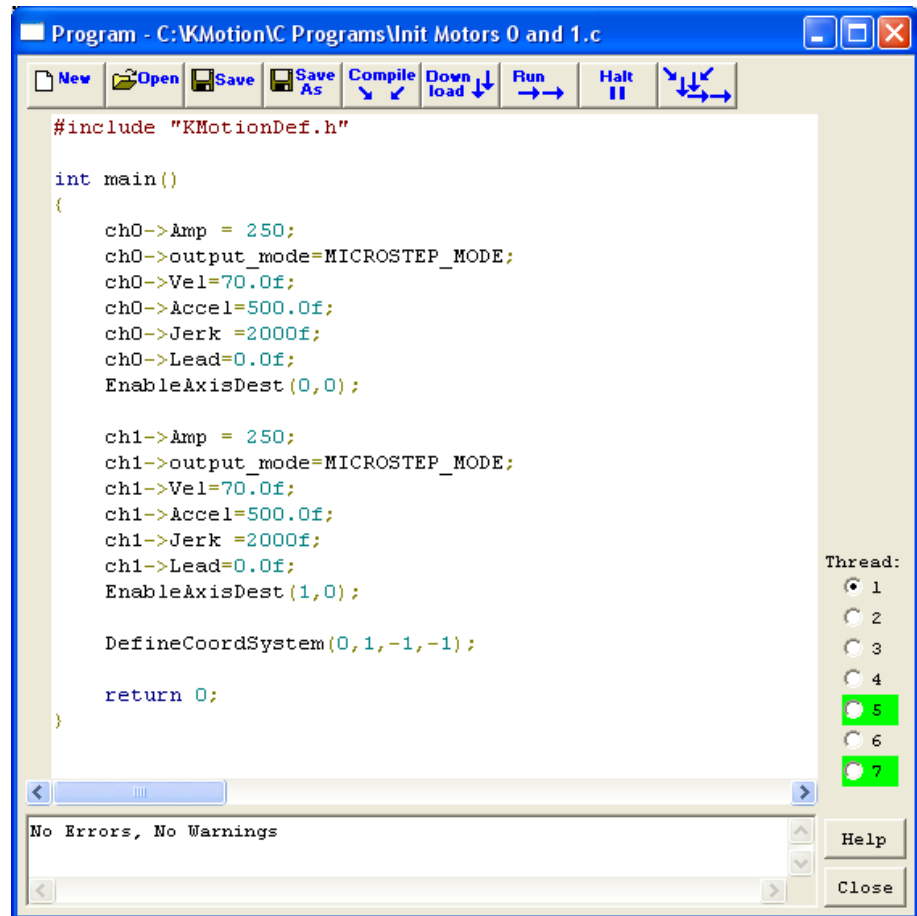 Program - C:\KMotion\C Programs\Init Motors 0 and 1.c
New Open Save Save As Compile Down load Run Halt
#include "KMotionDef.h"
int main()
{
ch0->Amp = 250;
ch0->output_mode=MICROSTEP_MODE;
ch0->Vel=70.0f;
ch0->Accel=500.0f;
ch0->Jerk =2000f;
ch0->Lead=0.0f;
EnableAxisDest(0,0);
ch1->Amp = 250;
ch1->output_mode=MICROSTEP_MODE;
ch1->Vel=70.0f;
ch1->Accel=500.0f;
ch1->Jerk =2000f;
ch1->Lead=0.0f;
EnableAxisDest(1,0);
DefineCoordSystem(0,1,-1,-1);
return 0;
}
Thread:
1
2
3
4
5
6
7
No Errors, No Warnings
Help
Close